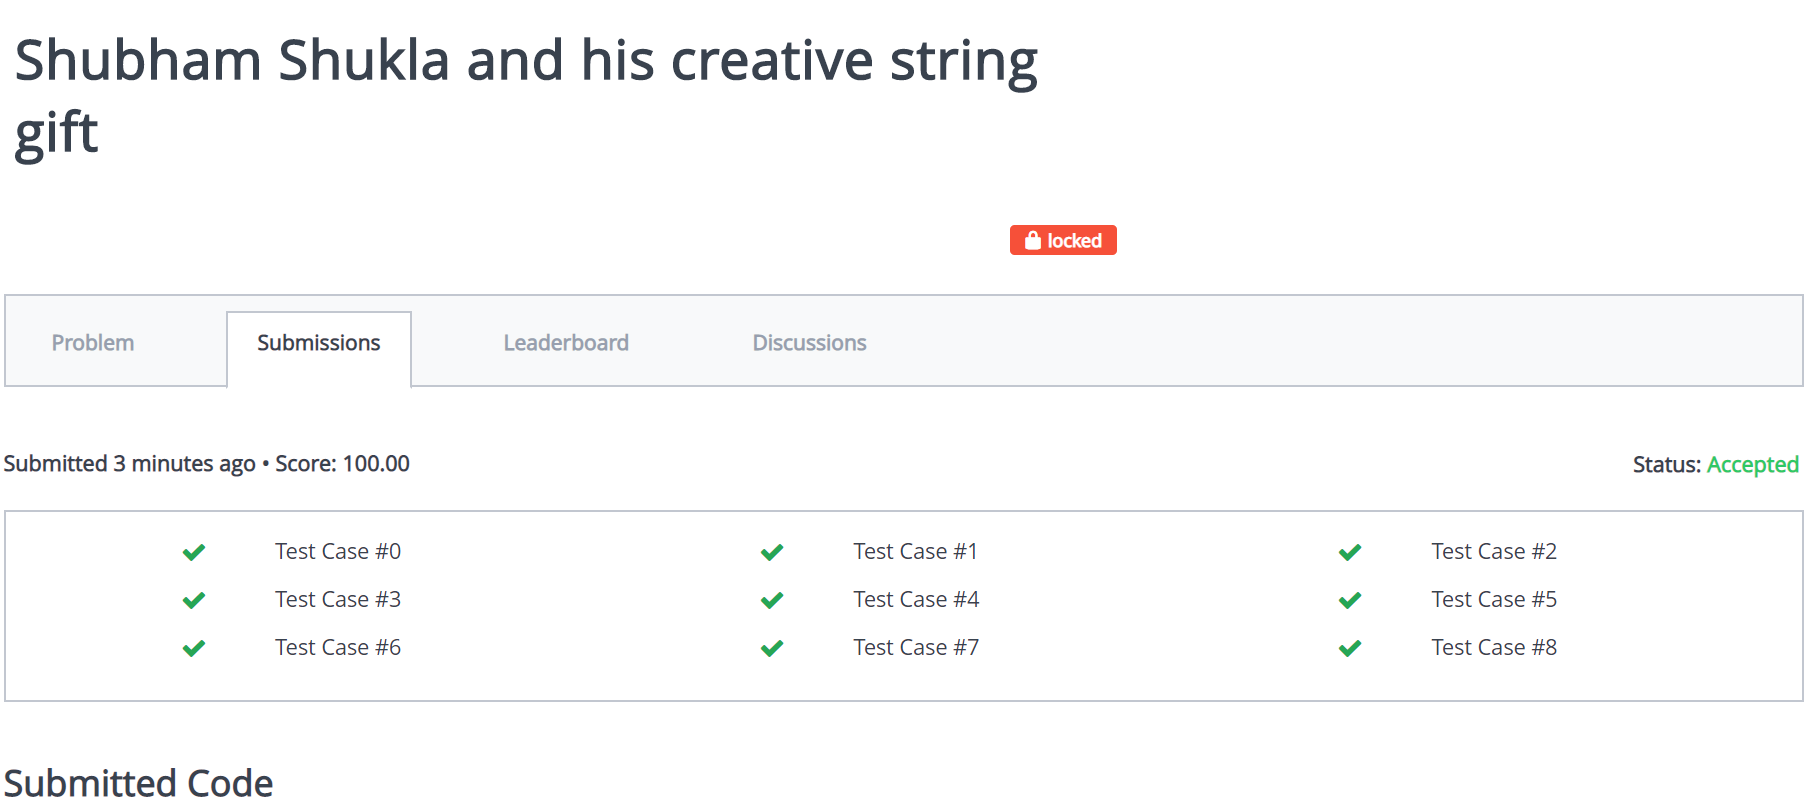 Shubham Shukla and his creative string
gift
locked
Problem Submissions Leaderboard Discussions
Submitted 3 minutes ago • Score: 100.00 Status: Accepted
Test Case #0 Test Case #1 Test Case #2
Test Case #3 Test Case #4 Test Case #5
Test Case #6 Test Case #7 Test Case #8
Submitted Code